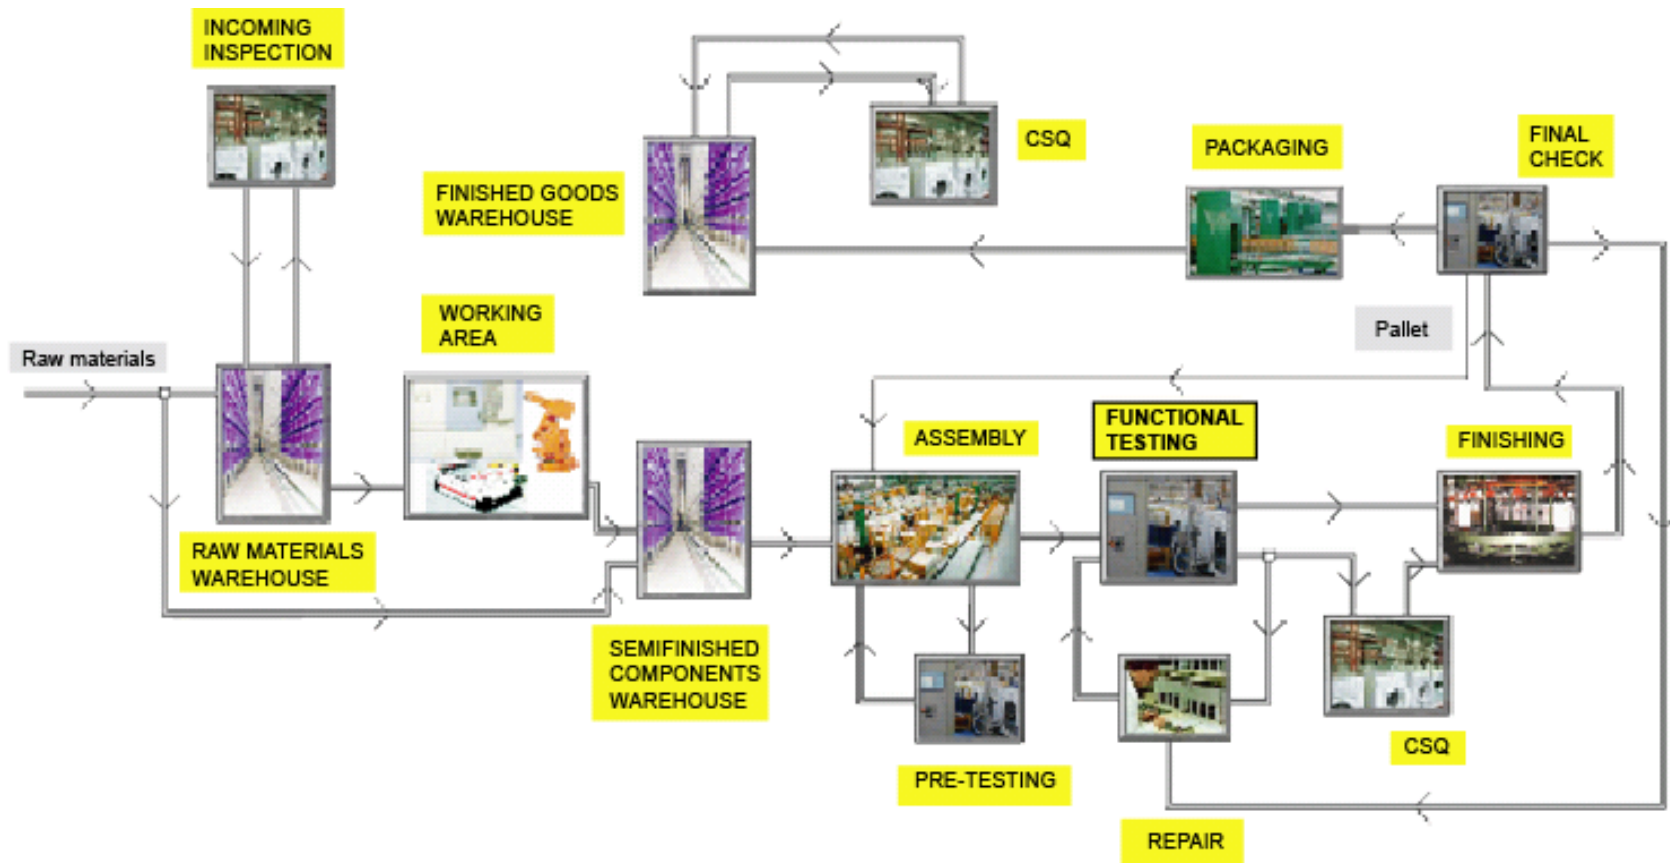 INCOMING
INSPECTION
CSQ
PACKAGING
FINAL
CHECK
FINISHED GOODS
WAREHOUSE
WORKING
AREA
Pallet
Raw materials
ASSEMBLY
FUNCTIONAL
TESTING
FINISHING
RAW MATERIALS
WAREHOUSE
SEMIFINISHED
COMPONENTS
WAREHOUSE
CSQ
PRE-TESTING
REPAIR